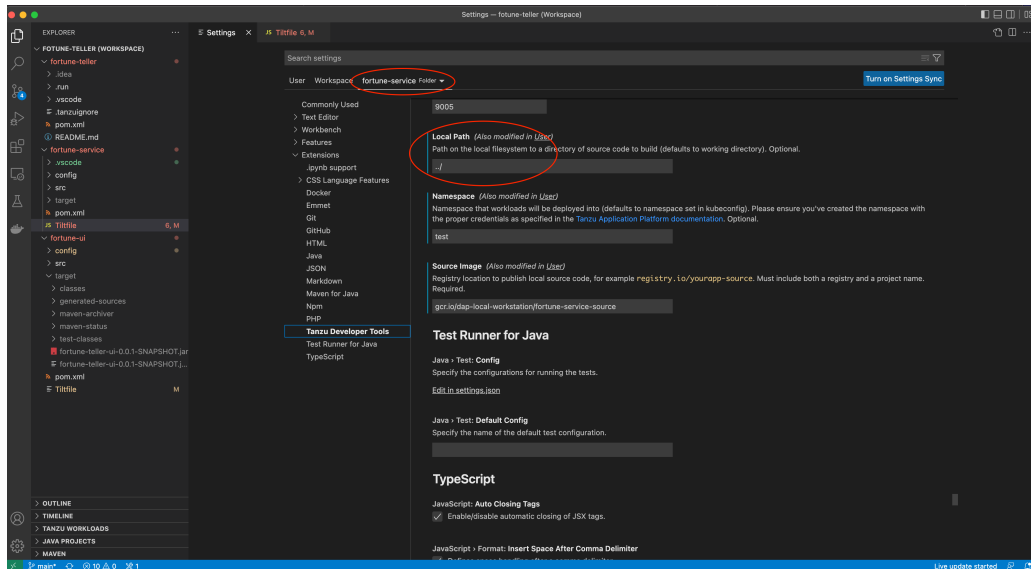 Settings — fotune-teller (Workspace)
EXPLORER
Settings
JS Tiltfile 6, M
FOTUNE-TELLER (WORKSPACE)
fortune-teller
.idea
.run
.vscode
.tanzuignore
pom.xml
README.md
fortune-service
.vscode
config
src
target
pom.xml
JS Tiltfile 6, M
fortune-ui
config
src
target
classes
generated-sources
maven-archiver
maven-status
test-classes
fortune-teller-ui-0.0.1-SNAPSHOT.jar
fortune-teller-ui-0.0.1-SNAPSHOT.j...
pom.xml
Tiltfile M
OUTLINE
TIMELINE
TANZU WORKLOADS
JAVA PROJECTS
MAVEN
Search settings
User Workspace fortune-service Folder
Turn on Settings Sync
Commonly Used
Text Editor
Workbench
Features
Extensions
.ipynb support
CSS Language Features
Docker
Emmet
Git
GitHub
HTML
Java
JSON
Markdown
Maven for Java
Npm
PHP
Tanzu Developer Tools
Test Runner for Java
TypeScript
9005
Local Path (Also modified in User)
Path on the local filesystem to a directory of source code to build (defaults to working directory). Optional.
../
Namespace (Also modified in User)
Namespace that workloads will be deployed into (defaults to namespace set in kubeconfig). Please ensure you've created the namespace with
the proper credentials as specified in the Tanzu Application Platform documentation. Optional.
test
Source Image (Also modified in User)
Registry location to publish local source code, for example registry.io/yourapp-source. Must include both a registry and a project name.
Required.
gcr.io/dap-local-workstation/fortune-service-source
Test Runner for Java
Java › Test: Config
Specify the configurations for running the tests.
Edit in settings.json
Java › Test: Default Config
Specify the name of the default test configuration.
TypeScript
JavaScript: Auto Closing Tags
Enable/disable automatic closing of JSX tags.
JavaScript › Format: Insert Space After Comma Delimiter
main* 10 0 1
Live update started